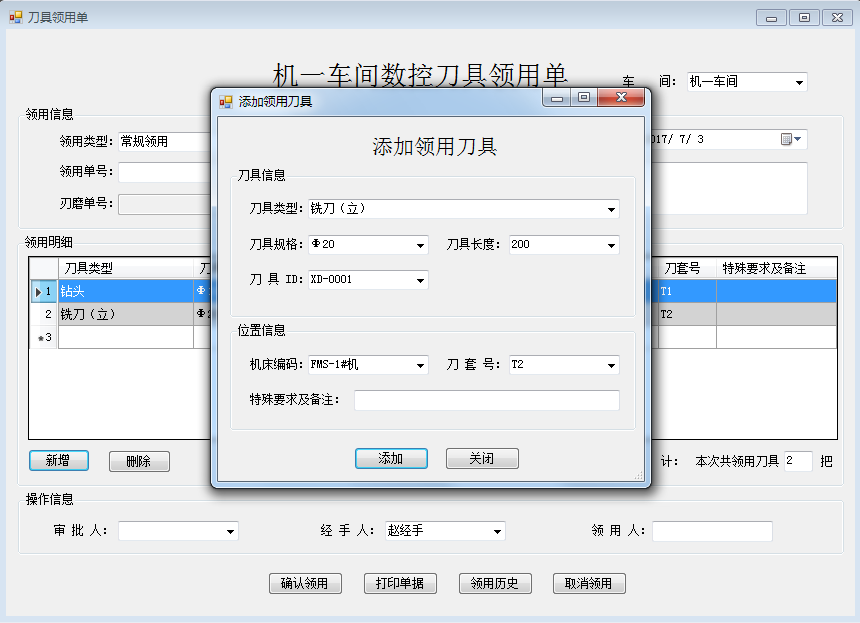 刀具领用单
机一车间数控刀具领用单
车 间： 机一车间
领用信息
领用类型： 常规领用
领用单号：
刃磨单号：
017/ 7/ 3
领用明细
刀具类型 刀 刀套号 特殊要求及备注
1 钻头 Φ T1
2 铣刀（立） Φ2 T2
*3
新增 删除
计： 本次共领用刀具 2 把
操作信息
审 批 人： 经 手 人： 赵经手 领 用 人：
确认领用 打印单据 领用历史 取消领用
添加领用刀具
添加领用刀具
刀具信息
刀具类型： 铣刀（立）
刀具规格： Φ20 刀具长度： 200
刀 具 ID： XD-0001
位置信息
机床编码： FMS-1#机 刀 套 号： T2
特殊要求及备注：
添加 关闭